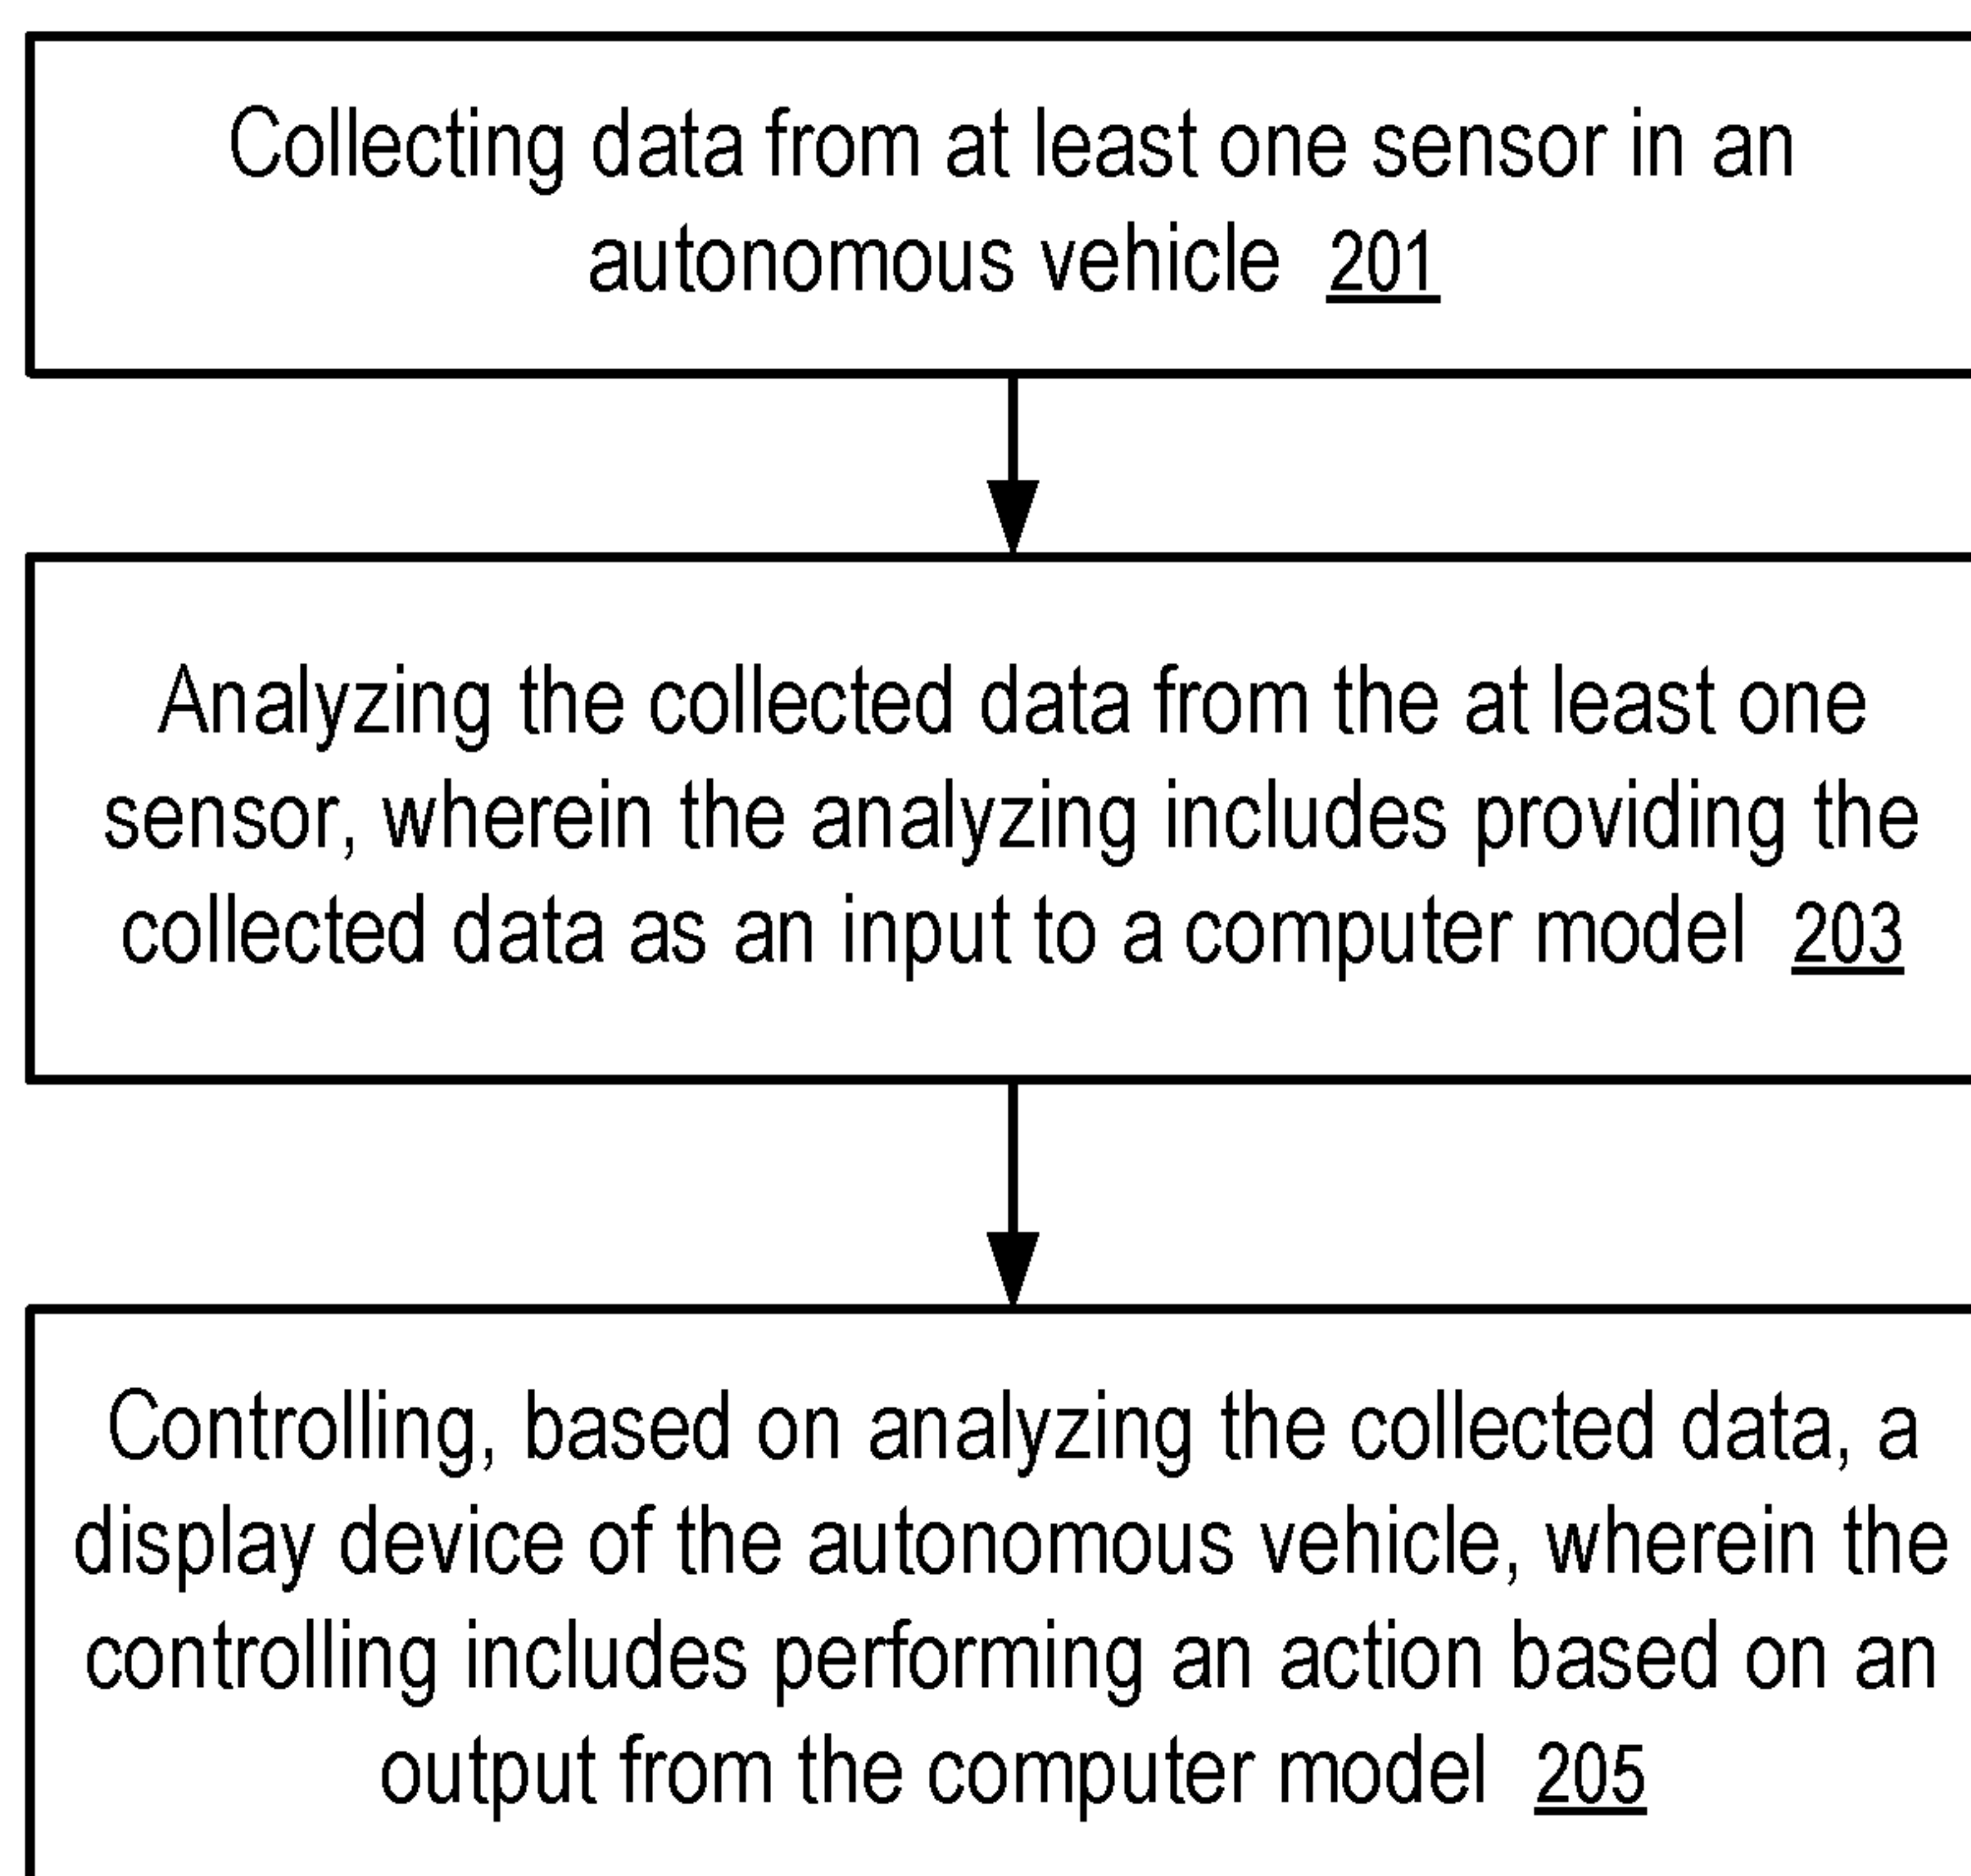 Collecting data from at least one sensor in an
autonomous vehicle 201
Analyzing the collected data from the at least one
sensor, wherein the analyzing includes providing the
collected data as an input to a computer model 203
Controlling, based on analyzing the collected data, a
display device of the autonomous vehicle, wherein the
controlling includes performing an action based on an
output from the computer model 205